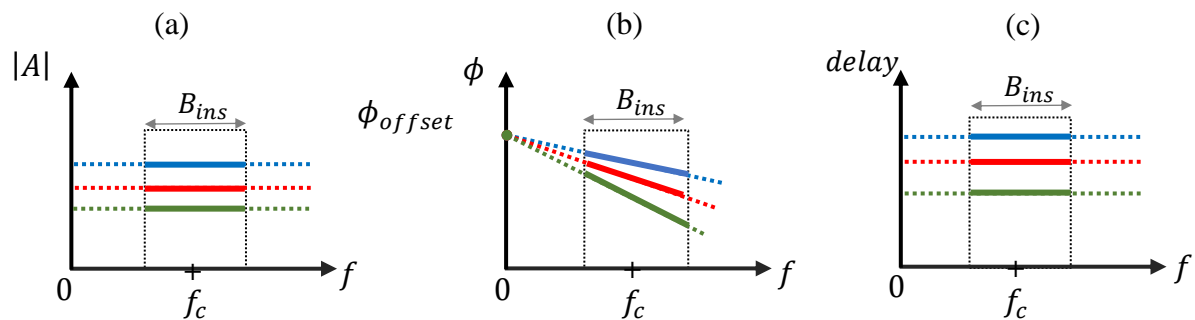 (a)
|A|
B_ins
0
f_c
f
(b)
ϕ
ϕ_offset
B_ins
0
f_c
f
(c)
delay
B_ins
0
f_c
f